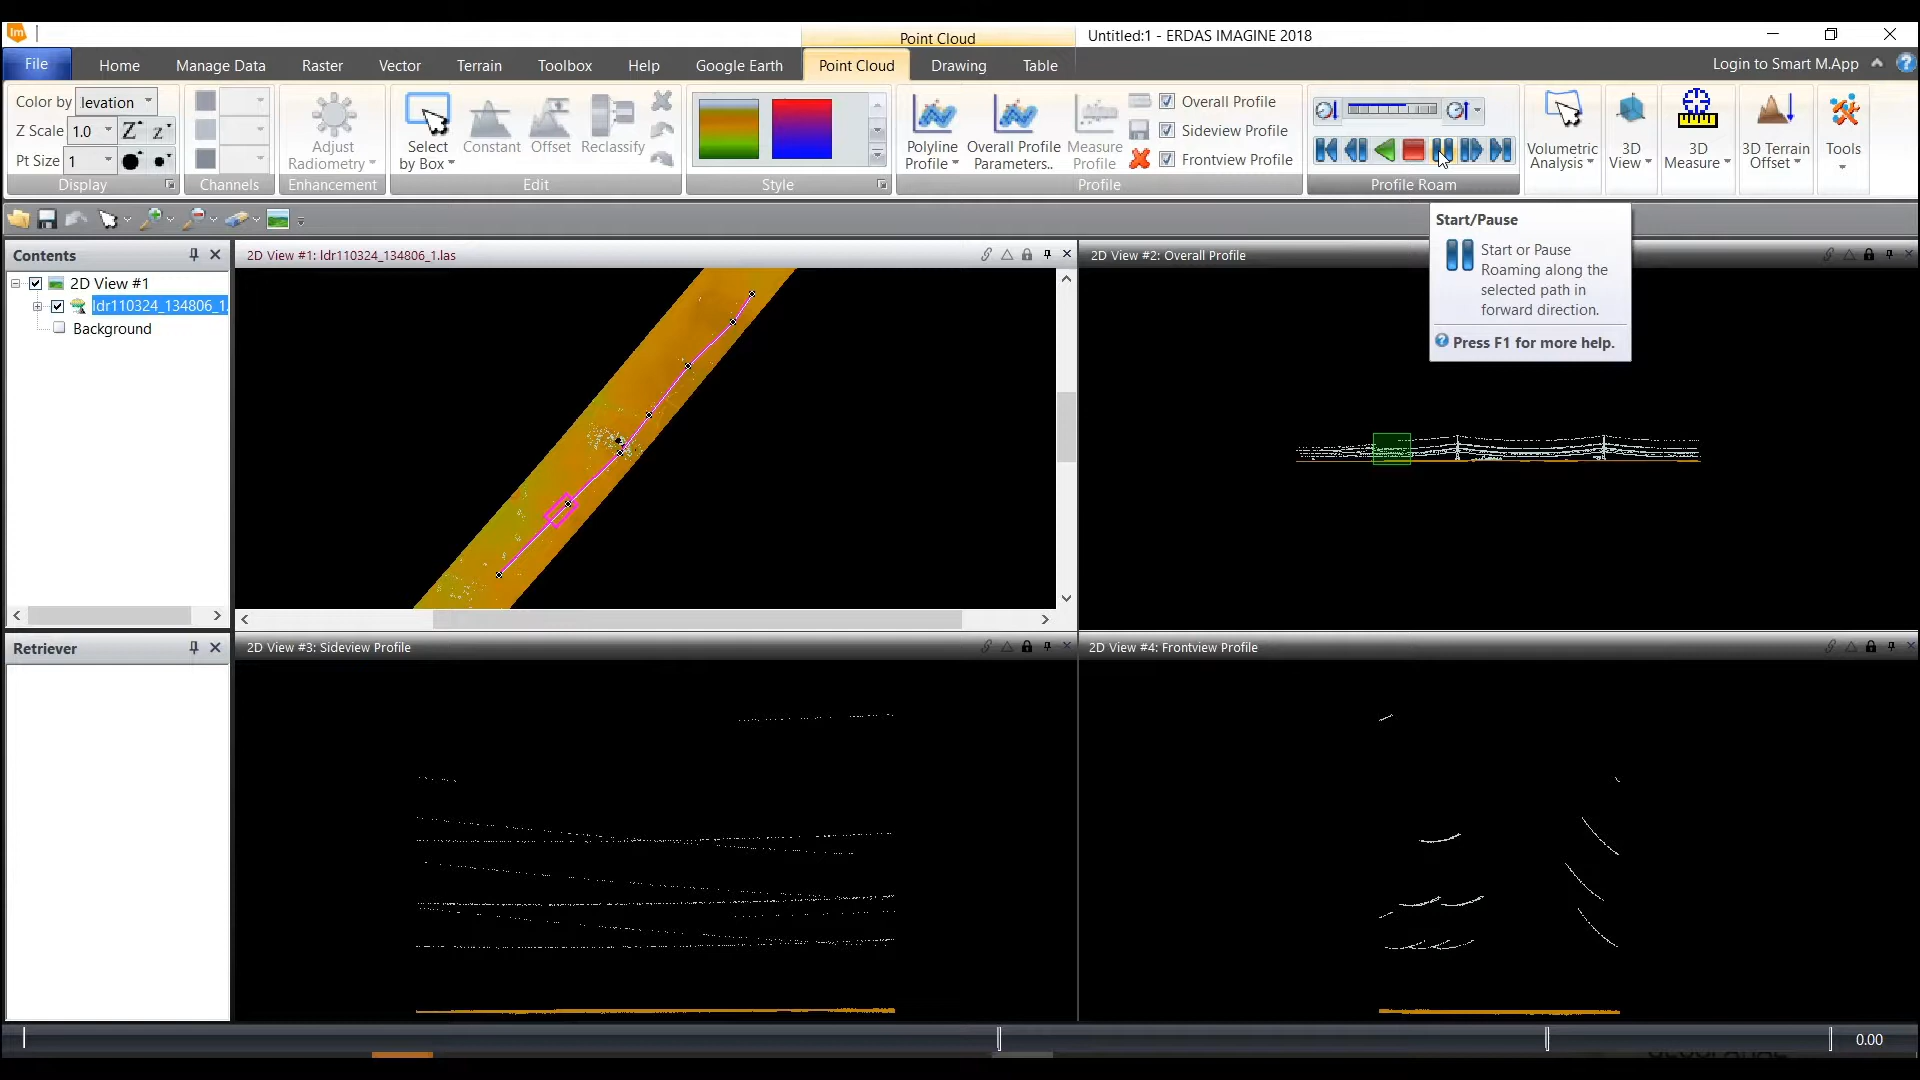 Im
Point Cloud
Untitled:1 - ERDAS IMAGINE 2018
File
Home
Manage Data
Raster
Vector
Terrain
Toolbox
Help
Google Earth
Point Cloud
Drawing
Table
Login to Smart M.App
Color by
levation
Z Scale
1.0
Pt Size
1
Display
Channels
Adjust
Radiometry
Enhancement
Select
by Box
Constant
Offset
Reclassify
Edit
Style
Polyline
Profile
Overall Profile
Parameters..
Measure
Profile
Overall Profile
Sideview Profile
Frontview Profile
Profile
Profile Roam
Volumetric
Analysis
3D
View
3D
Measure
3D Terrain
Offset
Tools
Start/Pause
Start or Pause
Roaming along the
selected path in
forward direction.
Press F1 for more help.
Contents
2D View #1
ldr110324_134806_1.
Background
Retriever
2D View #1: ldr110324_134806_1.las
2D View #2: Overall Profile
2D View #3: Sideview Profile
2D View #4: Frontview Profile
0.00